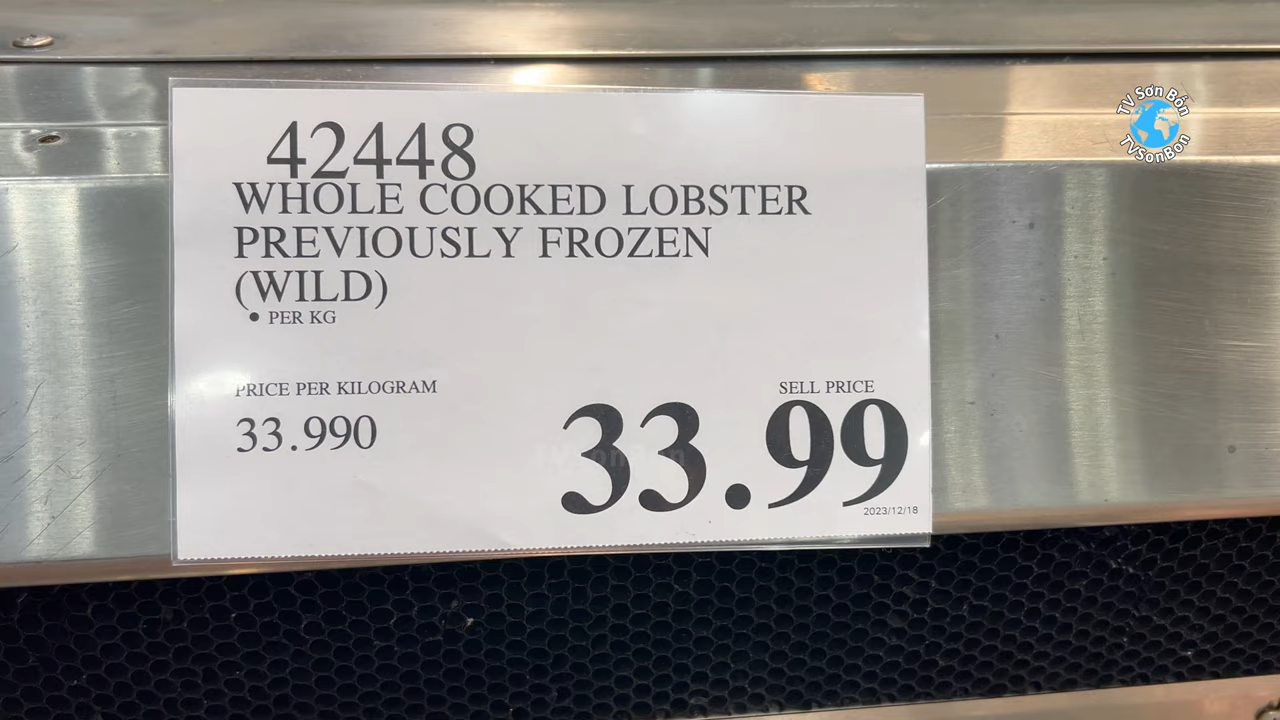 42448
WHOLE COOKED LOBSTER
PREVIOUSLY FROZEN
(WILD)
• PER KG
PRICE PER KILOGRAM
33.990
SELL PRICE
33.99
2023/12/18
TV Sơn Bốn
TVSonBon